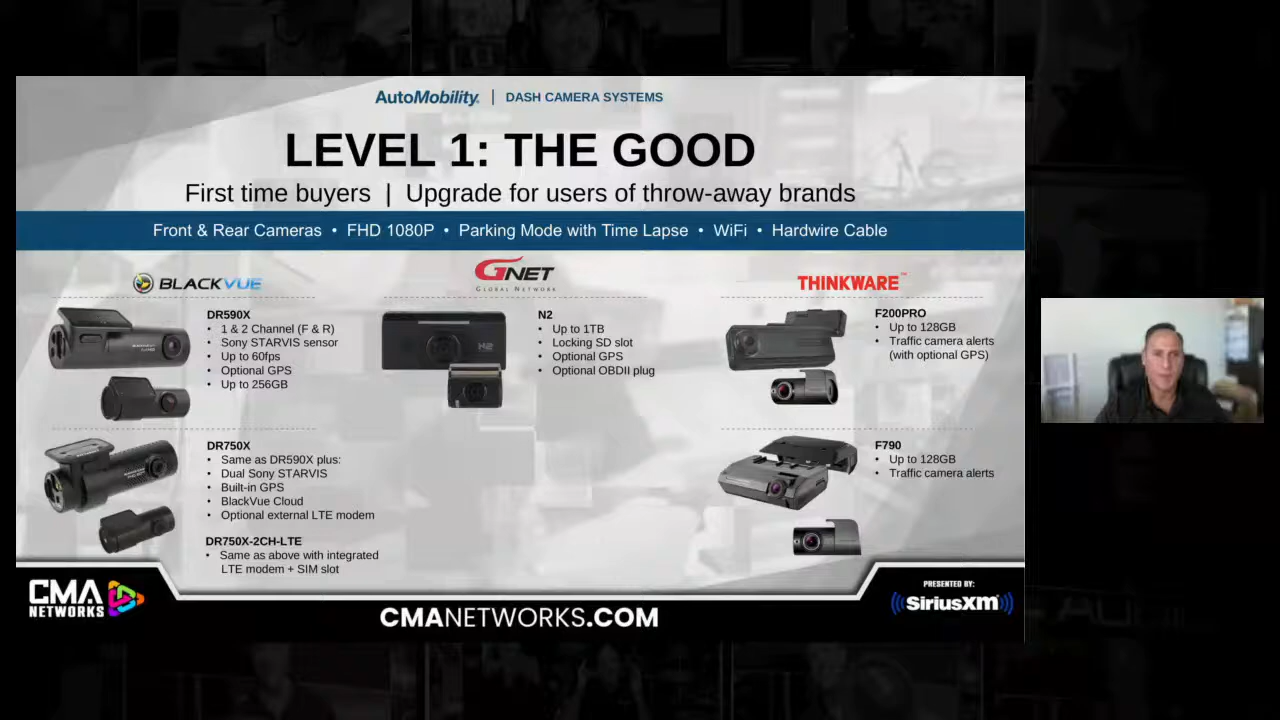 AutoMobility. | DASH CAMERA SYSTEMS
LEVEL 1: THE GOOD
First time buyers | Upgrade for users of throw-away brands
Front & Rear Cameras • FHD 1080P • Parking Mode with Time Lapse • WiFi • Hardwire Cable
BLACKVUE
DR590X
• 1 & 2 Channel (F & R)
• Sony STARVIS sensor
• Up to 60fps
• Optional GPS
• Up to 256GB
DR750X
• Same as DR590X plus:
• Dual Sony STARVIS
• Built-in GPS
• BlackVue Cloud
• Optional external LTE modem
DR750X-2CH-LTE
• Same as above with integrated
LTE modem + SIM slot
GNET
GLOBAL NETWORK
N2
• Up to 1TB
• Locking SD slot
• Optional GPS
• Optional OBDII plug
THINKWARE™
F200PRO
• Up to 128GB
• Traffic camera alerts
(with optional GPS)
F790
• Up to 128GB
• Traffic camera alerts
CMA
NETWORKS
CMANETWORKS.COM
PRESENTED BY:
SiriusXM